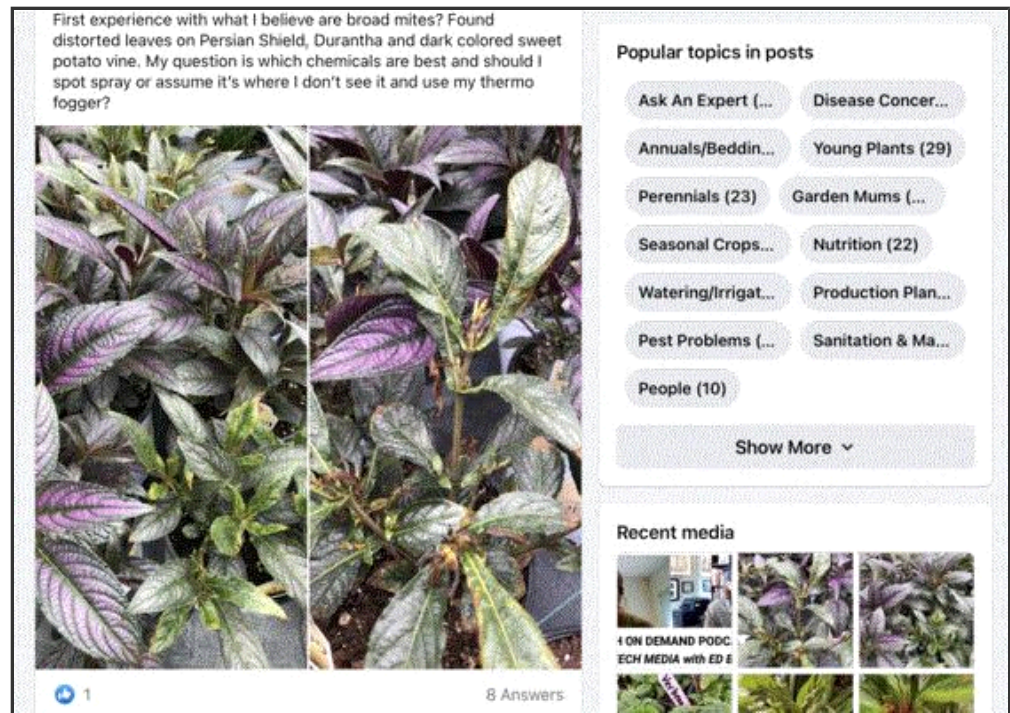 First experience with what I believe are broad mites? Found
distorted leaves on Persian Shield, Durantha and dark colored sweet
potato vine. My question is which chemicals are best and should I
spot spray or assume it's where I don't see it and use my thermo
fogger?
1
8 Answers
Popular topics in posts
Ask An Expert (...
Disease Concer...
Annuals/Beddin...
Young Plants (29)
Perennials (23)
Garden Mums (...
Seasonal Crops...
Nutrition (22)
Watering/Irrigat...
Production Plan...
Pest Problems (...
Sanitation & Ma...
People (10)
Show More
Recent media
H ON DEMAND PODC
ECH MEDIA with ED